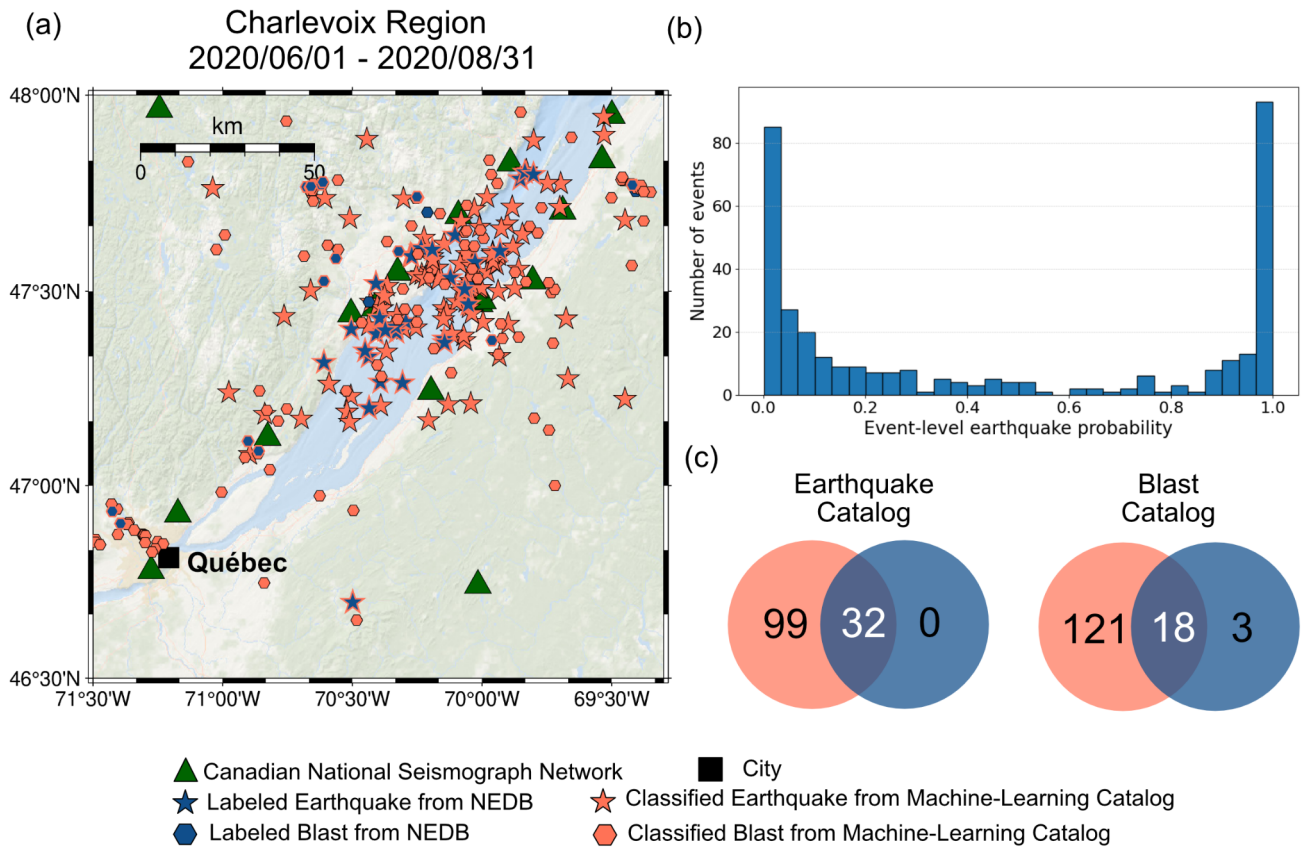 (a)
Charlevoix Region
2020/06/01 - 2020/08/31
48°00'N
47°30'N
47°00'N
46°30'N
71°30'W
71°00'W
70°30'W
70°00'W
69°30'W
km
0
50
Québec
(b)
Number of events
80
60
40
20
0
0.0
0.2
0.4
0.6
0.8
1.0
Event-level earthquake probability
(c)
Earthquake
Catalog
99
32
0
Blast
Catalog
121
18
3
Canadian National Seismograph Network
City
Labeled Earthquake from NEDB
Classified Earthquake from Machine-Learning Catalog
Labeled Blast from NEDB
Classified Blast from Machine-Learning Catalog